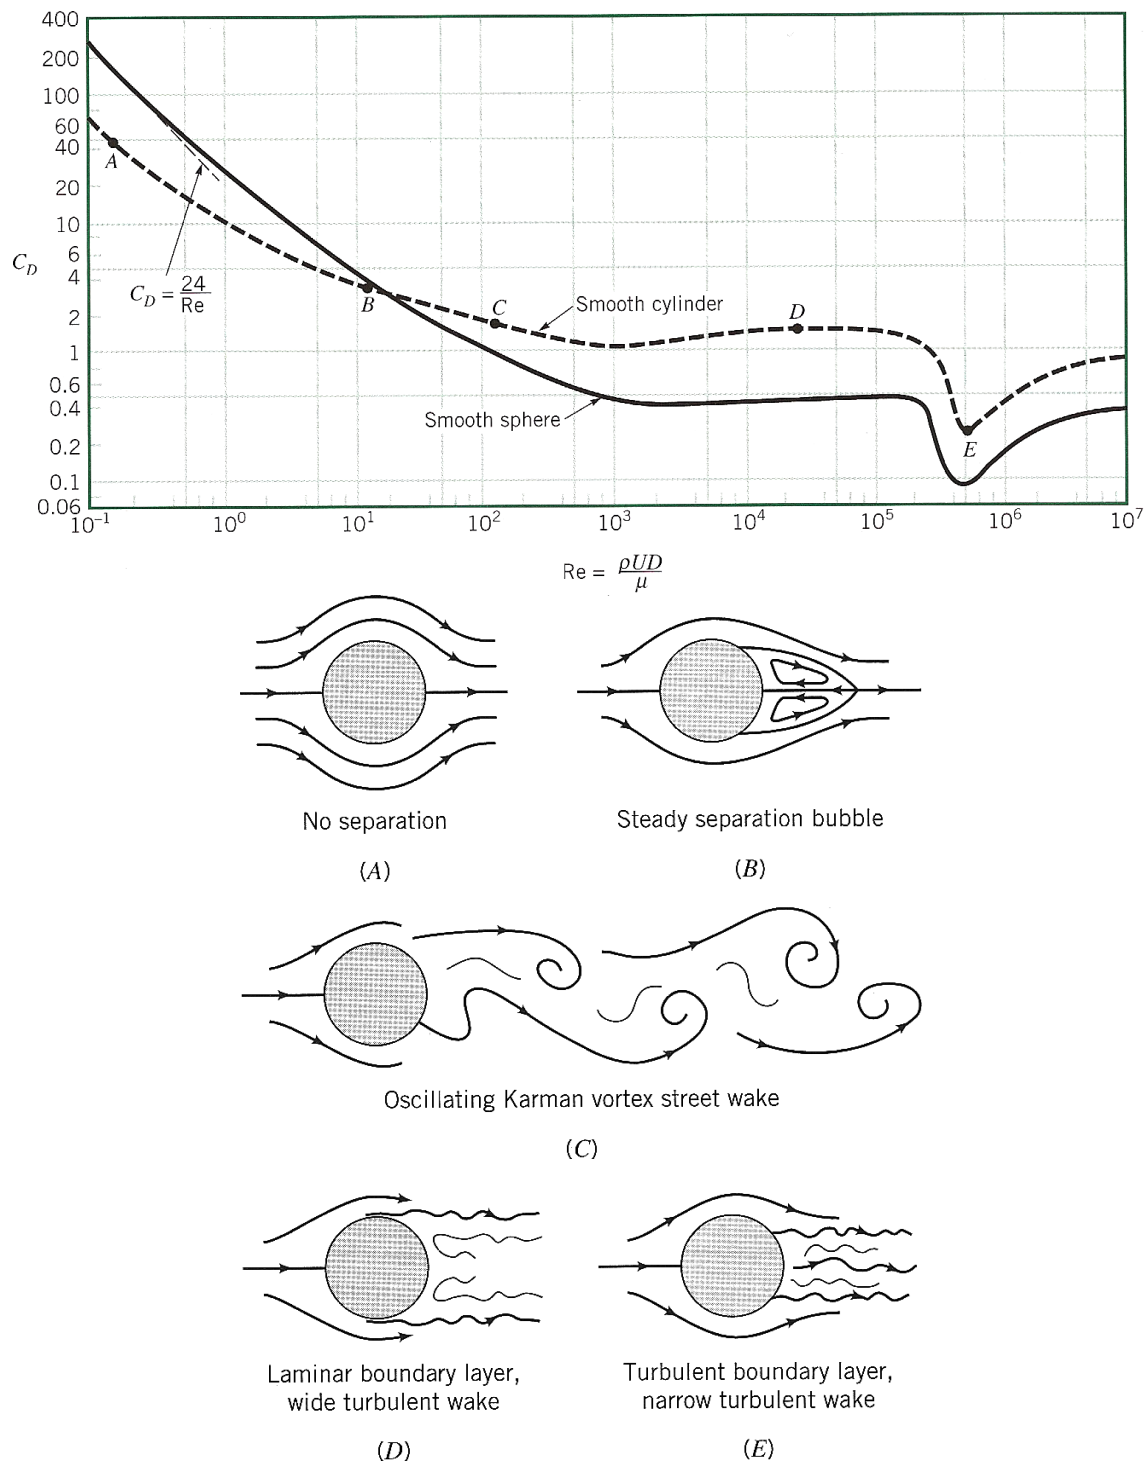 400
200
100
60
40
20
10
6
4
2
1
0.6
0.4
0.2
0.1
0.06
C_D
A
C_D = 24/Re
B
C
Smooth cylinder
D
Smooth sphere
E
10^-1 10^0 10^1 10^2 10^3 10^4 10^5 10^6 10^7
Re = ρUD/μ
No separation
(A)
Steady separation bubble
(B)
Oscillating Karman vortex street wake
(C)
Laminar boundary layer,
wide turbulent wake
(D)
Turbulent boundary layer,
narrow turbulent wake
(E)